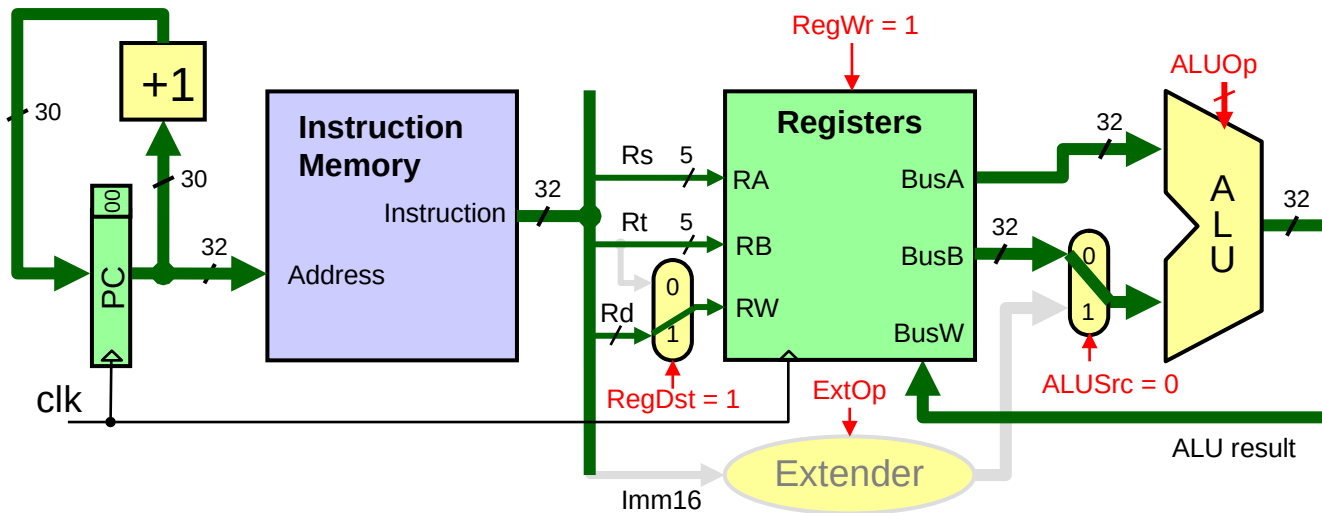 RegWr = 1
ALUOp
30
+1
Instruction
Memory
Registers
32
Rs
5
RA
BusA
30
00
Instruction
32
A
L
U
32
Rt
5
RB
BusB
32
32
PC
Address
0
1
Rd
RW
0
1
BusW
clk
RegDst = 1
ExtOp
ALUSrc = 0
ALU result
Extender
Imm16